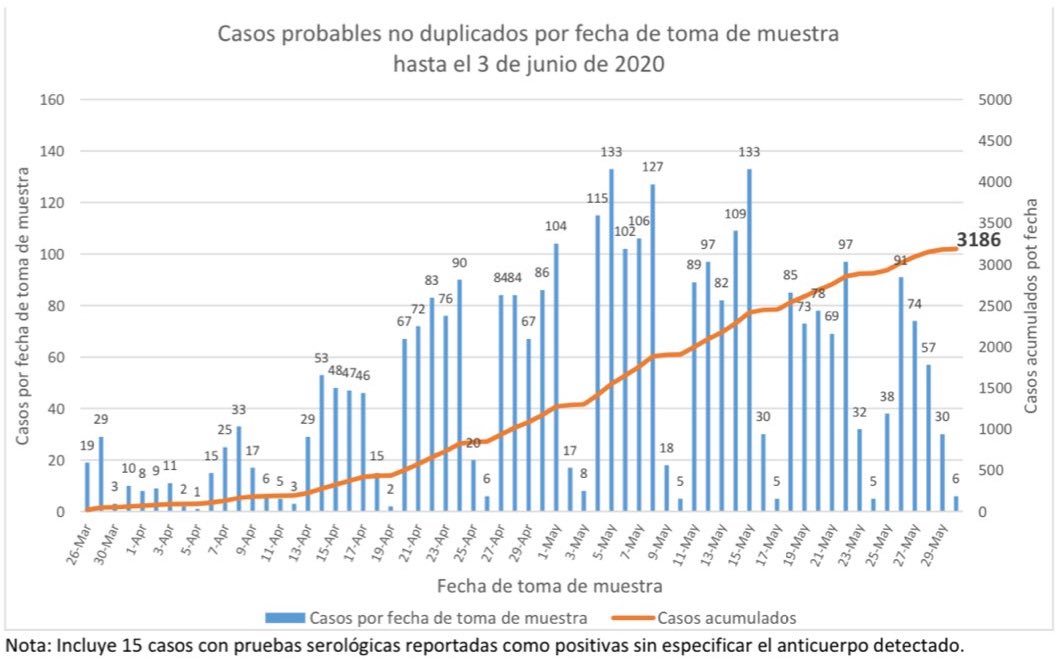 Casos probables no duplicados por fecha de toma de muestra
hasta el 3 de junio de 2020
Casos por fecha de toma de muestra
160
140
120
100
80
60
40
20
0
19
29
3
10
8
9
11
2
1
15
25
33
17
6
5
3
29
53
48
47
46
15
2
67
72
83
76
90
20
6
84
84
67
86
104
17
8
115
133
102
106
127
18
5
89
97
82
109
133
30
5
85
73
78
69
97
32
5
38
91
74
57
30
6
3186
5000
4500
4000
3500
3000
2500
2000
1500
1000
500
0
Casos acumulados pot fecha
26-Mar
30-Mar
1-Apr
3-Apr
5-Apr
7-Apr
9-Apr
11-Apr
13-Apr
15-Apr
17-Apr
19-Apr
21-Apr
23-Apr
25-Apr
27-Apr
29-Apr
1-May
3-May
5-May
7-May
9-May
11-May
13-May
15-May
17-May
19-May
21-May
23-May
25-May
27-May
29-May
Fecha de toma de muestra
Casos por fecha de toma de muestra
Casos acumulados
Nota: Incluye 15 casos con pruebas serológicas reportadas como positivas sin especificar el anticuerpo detectado.